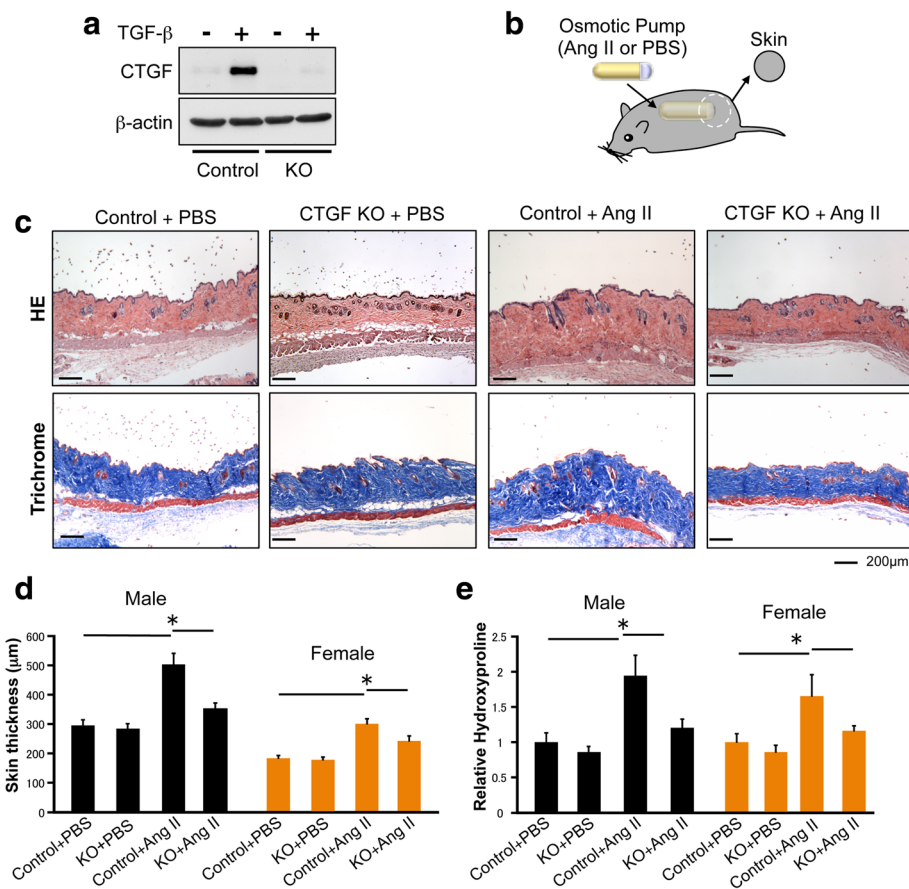 a
TGF-β - + - +
CTGF
β-actin
Control KO
b
Osmotic Pump
(Ang II or PBS)
Skin
c
Control + PBS CTGF KO + PBS Control + Ang II CTGF KO + Ang II
HE
Trichrome
200μm
d
Male
*
Female
*
Skin thickness (μm)
600
500
400
300
200
100
0
Control+PBS KO+PBS Control+Ang II KO+Ang II Control+PBS KO+PBS Control+Ang II KO+Ang II
e
Male
*
Female
*
Relative Hydroxyproline
2.5
2
1.5
1
0.5
0
Control+PBS KO+PBS Control+Ang II KO+Ang II Control+PBS KO+PBS Control+Ang II KO+Ang II